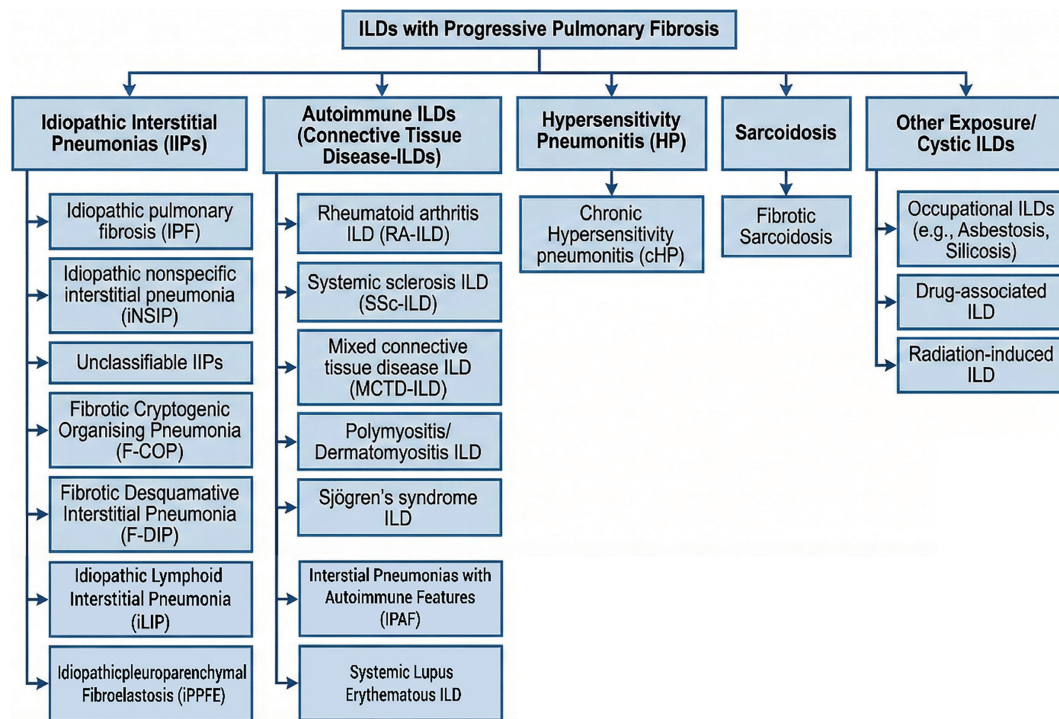 ILDs with Progressive Pulmonary Fibrosis
Idiopathic Interstitial
Pneumonias (IIPs)
Idiopathic pulmonary
fibrosis (IPF)
Idiopathic nonspecific
interstitial pneumonia
(iNSIP)
Unclassifiable IIPs
Fibrotic Cryptogenic
Organising Pneumonia
(F-COP)
Fibrotic Desquamative
Interstitial Pneumonia
(F-DIP)
Idiopathic Lymphoid
Interstitial Pneumonia
(iLIP)
Idiopathicpleuroparenchymal
Fibroelastosis (iPPFE)
Autoimmune ILDs
(Connective Tissue
Disease-ILDs)
Rheumatoid arthritis
ILD (RA-ILD)
Systemic sclerosis ILD
(SSc-ILD)
Mixed connective
tissue disease ILD
(MCTD-ILD)
Polymyositis/
Dermatomyositis ILD
Sjögren's syndrome
ILD
Interstial Pneumonias with
Autoimmune Features
(IPAF)
Systemic Lupus
Erythematous ILD
Hypersensitivity
Pneumonitis (HP)
Chronic
Hypersensitivity
pneumonitis (cHP)
Sarcoidosis
Fibrotic
Sarcoidosis
Other Exposure/
Cystic ILDs
Occupational ILDs
(e.g., Asbestosis,
Silicosis)
Drug-associated
ILD
Radiation-induced
ILD